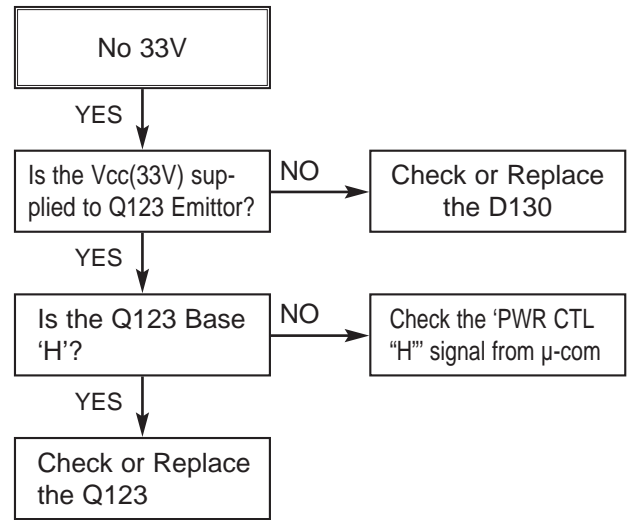 No 33V
YES
Is the Vcc(33V) sup-
plied to Q123 Emittor?
NO
Check or Replace
the D130
YES
Is the Q123 Base
‘H’?
NO
Check the ‘PWR CTL
“H”’ signal from µ-com
YES
Check or Replace
the Q123